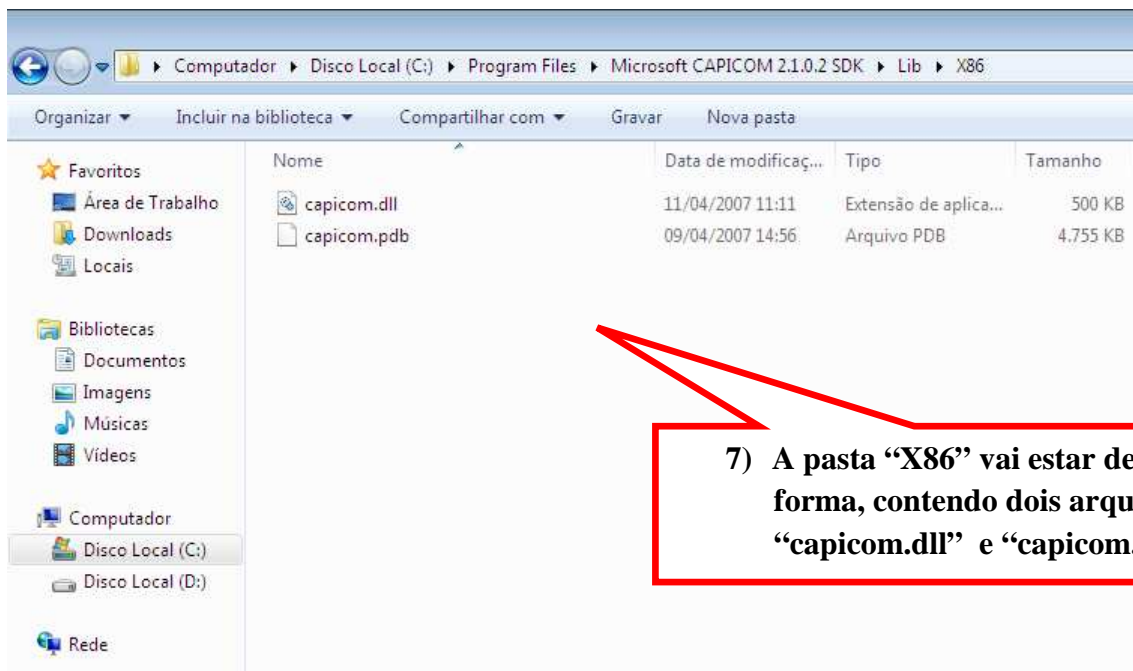 Computador ▸ Disco Local (C:) ▸ Program Files ▸ Microsoft CAPICOM 2.1.0.2 SDK ▸ Lib ▸ X86
Organizar Incluir na biblioteca Compartilhar com Gravar Nova pasta
Nome Data de modificaç... Tipo Tamanho
capicom.dll 11/04/2007 11:11 Extensão de aplica... 500 KB
capicom.pdb 09/04/2007 14:56 Arquivo PDB 4.755 KB
Favoritos
Área de Trabalho
Downloads
Locais
Bibliotecas
Documentos
Imagens
Músicas
Vídeos
Computador
Disco Local (C:)
Disco Local (D:)
Rede
7) A pasta “X86” vai estar de
forma, contendo dois arqu
“capicom.dll” e “capicom.